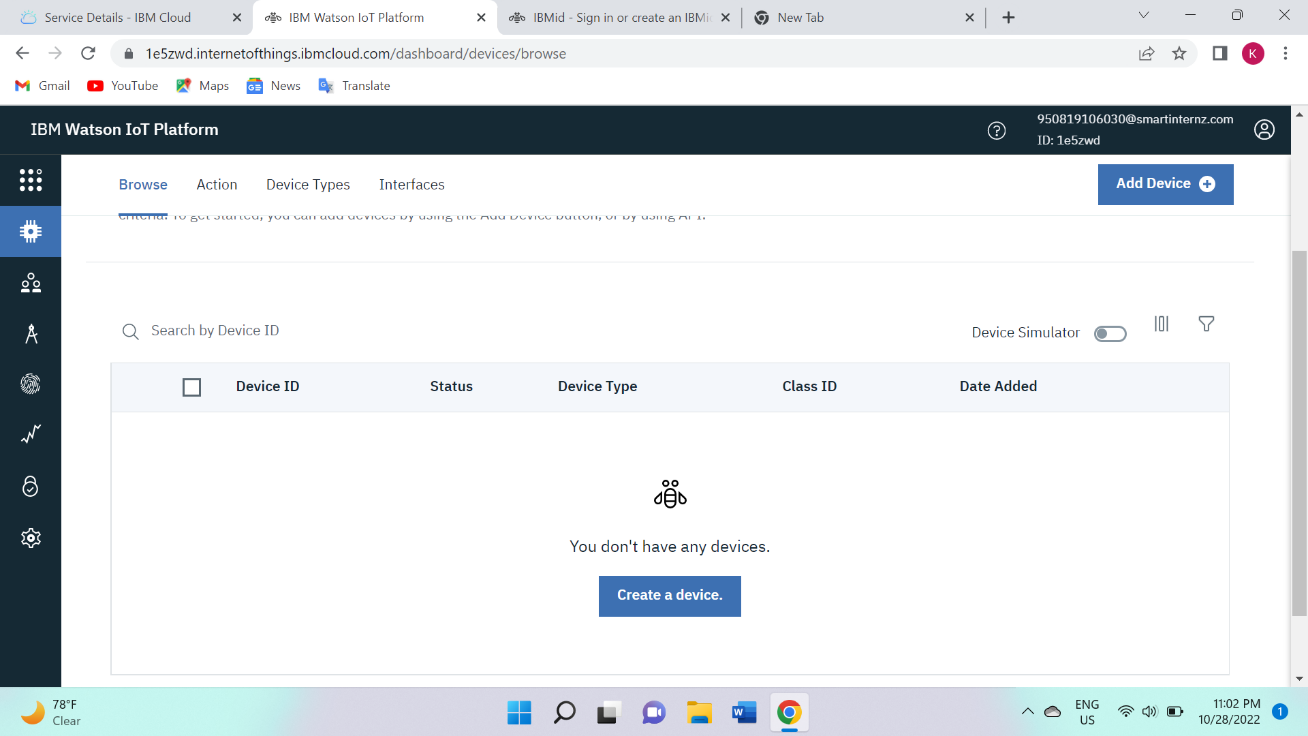 Service Details - IBM Cloud
IBM Watson IoT Platform
IBMid - Sign in or create an IBMi
New Tab
1e5zwd.internetofthings.ibmcloud.com/dashboard/devices/browse
K
Gmail
YouTube
Maps
News
Translate
IBM Watson IoT Platform
950819106030@smartinternz.com
ID: 1e5zwd
Browse
Action
Device Types
Interfaces
Add Device
criteria. To get started, you can add devices by using the Add Device button, or by using API.
Search by Device ID
Device Simulator
Device ID
Status
Device Type
Class ID
Date Added
You don't have any devices.
Create a device.
78°F
Clear
ENG
US
11:02 PM
10/28/2022
1